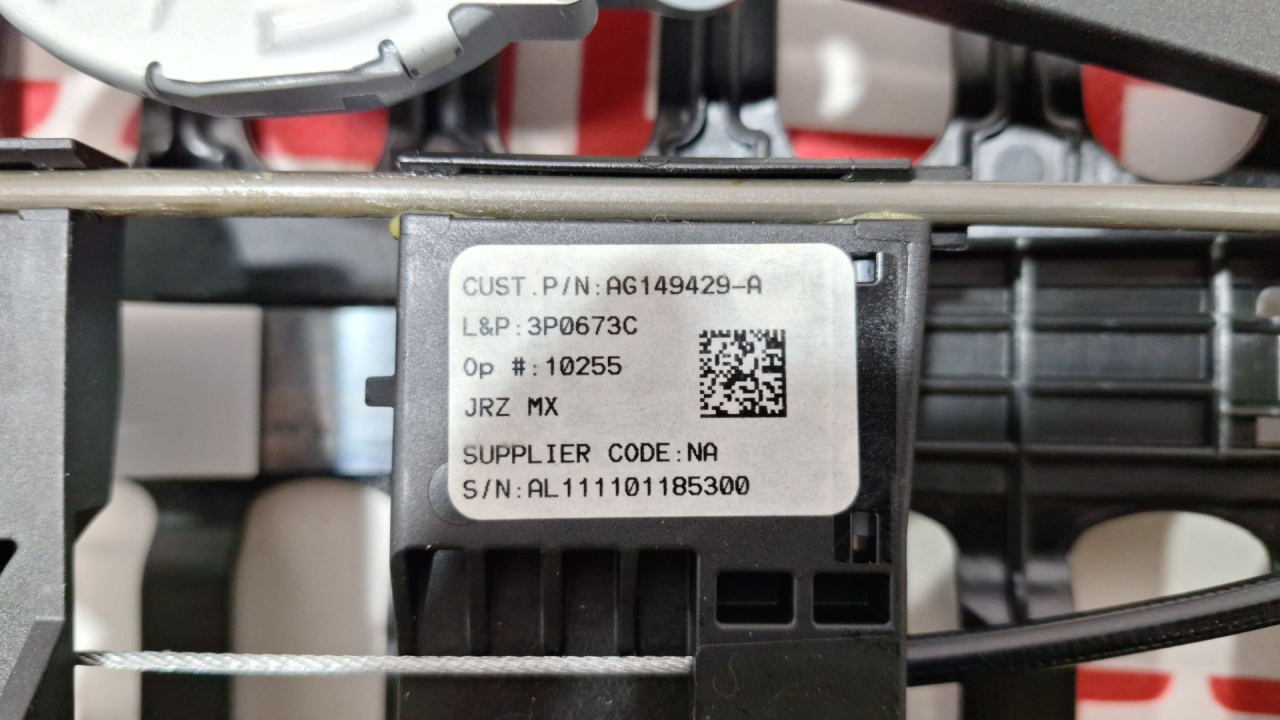 CUST.P/N:AG149429-A
L&P:3P0673C
Op #:10255
JRZ MX
SUPPLIER CODE:NA
S/N:AL111101185300